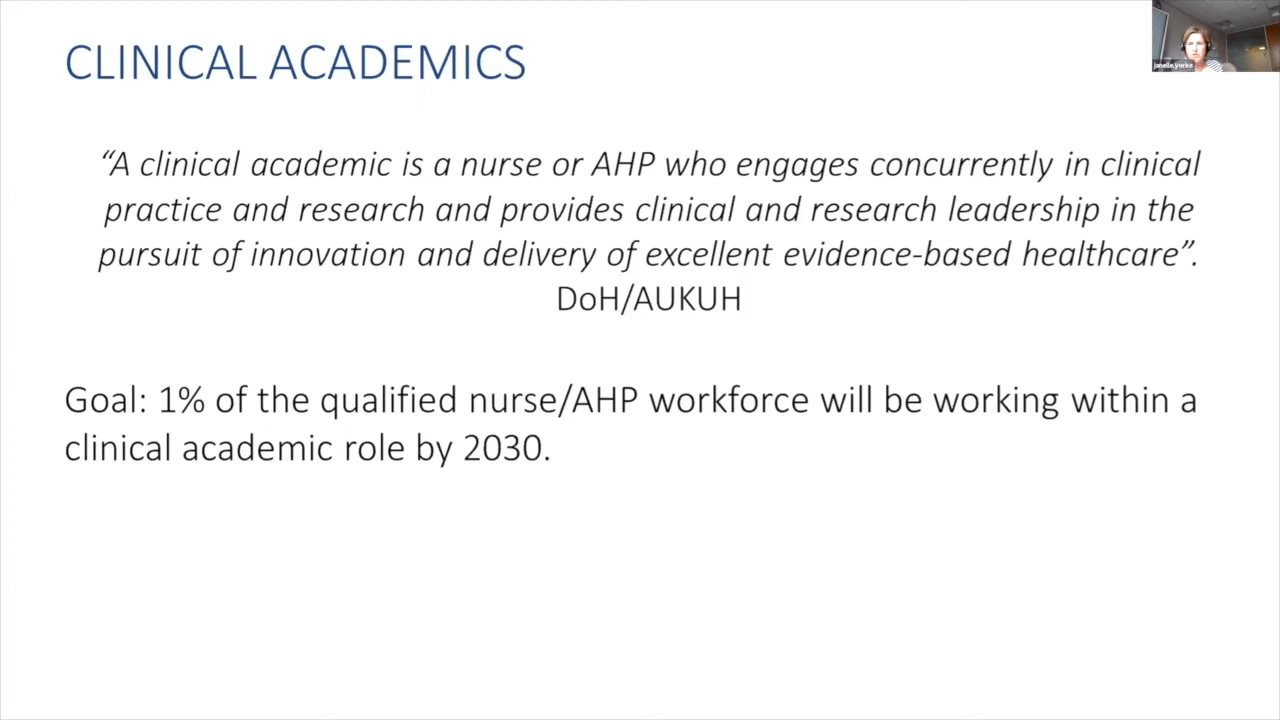 CLINICAL ACADEMICS
janelle.yorke
“A clinical academic is a nurse or AHP who engages concurrently in clinical
practice and research and provides clinical and research leadership in the
pursuit of innovation and delivery of excellent evidence-based healthcare”.
DoH/AUKUH
Goal: 1% of the qualified nurse/AHP workforce will be working within a
clinical academic role by 2030.